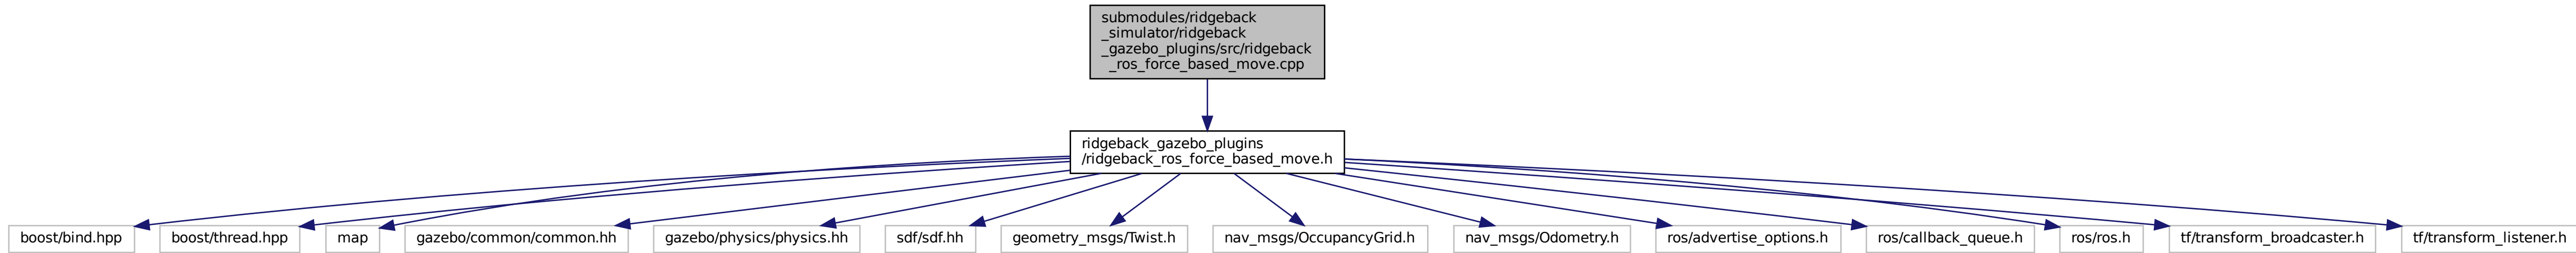 submodules/ridgeback
_simulator/ridgeback
_gazebo_plugins/src/ridgeback
_ros_force_based_move.cpp
ridgeback_gazebo_plugins
/ridgeback_ros_force_based_move.h
boost/bind.hpp
boost/thread.hpp
map
gazebo/common/common.hh
gazebo/physics/physics.hh
sdf/sdf.hh
geometry_msgs/Twist.h
nav_msgs/OccupancyGrid.h
nav_msgs/Odometry.h
ros/advertise_options.h
ros/callback_queue.h
ros/ros.h
tf/transform_broadcaster.h
tf/transform_listener.h